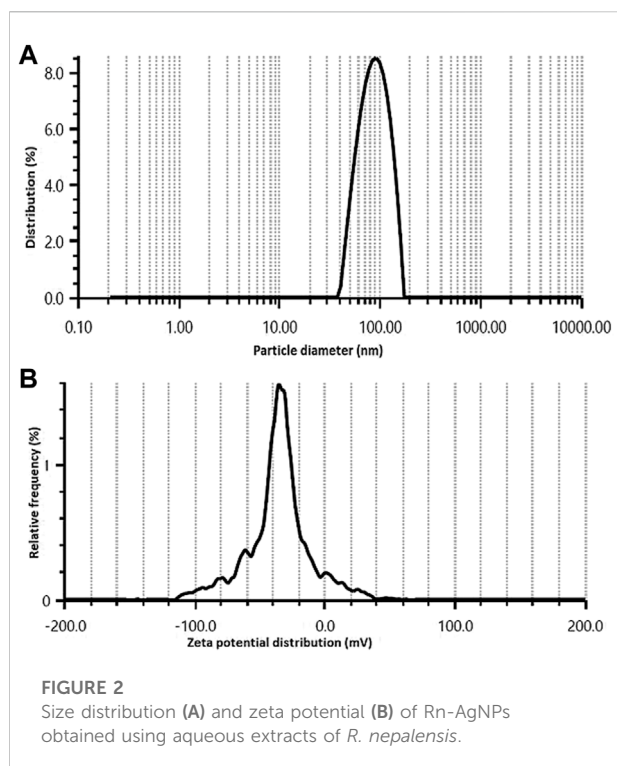 A
8.0
6.0
4.0
2.0
0.0
Distribution (%)
0.10 1.00 10.00 100.00 1000.00 10000.00
Particle diameter (nm)
B
1
0
Relative frequency (%)
-200.0 -100.0 0.0 100.0 200.0
Zeta potential distribution (mV)
FIGURE 2
Size distribution (A) and zeta potential (B) of Rn-AgNPs
obtained using aqueous extracts of R. nepalensis.